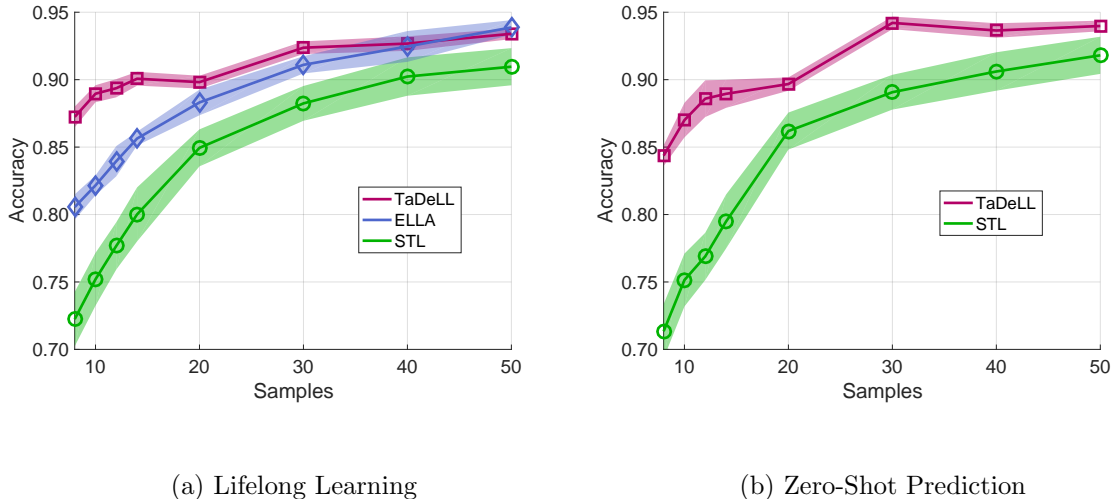 0.95
0.90
0.85
0.80
0.75
0.70
Accuracy
10 20 30 40 50
Samples
TaDeLL
ELLA
STL
(a) Lifelong Learning
0.95
0.90
0.85
0.80
0.75
0.70
Accuracy
10 20 30 40 50
Samples
TaDeLL
STL
(b) Zero-Shot Prediction